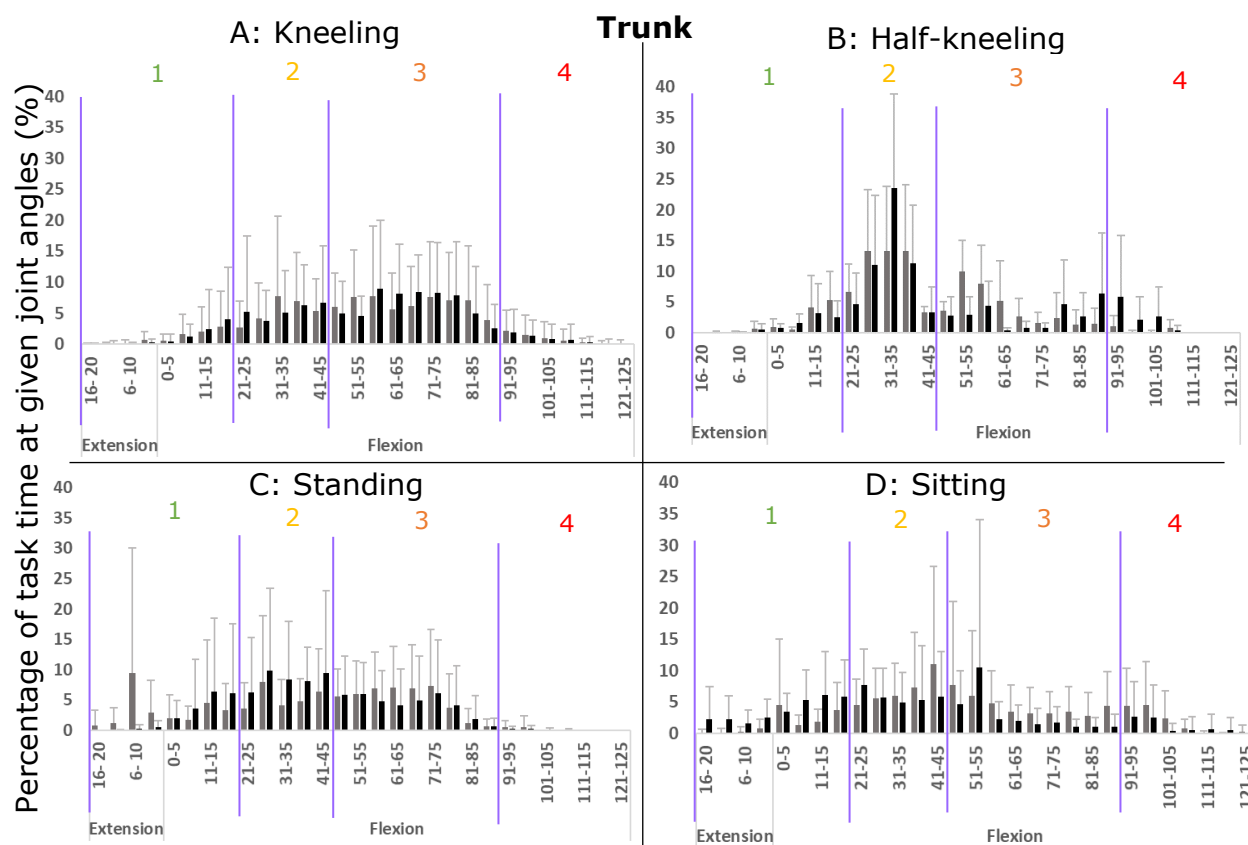 Trunk
Percentage of task time at given joint angles (%)
A: Kneeling
1 2 3 4
40
35
30
25
20
15
10
5
0
16- 20 6- 10 0-5 11-15 21-25 31-35 41-45 51-55 61-65 71-75 81-85 91-95 101-105 111-115 121-125
Extension Flexion
B: Half-kneeling
1 2 3 4
40
35
30
25
20
15
10
5
0
16- 20 6- 10 0-5 11-15 21-25 31-35 41-45 51-55 61-65 71-75 81-85 91-95 101-105 111-115 121-125
Extension Flexion
C: Standing
1 2 3 4
40
35
30
25
20
15
10
5
0
16- 20 6- 10 0-5 11-15 21-25 31-35 41-45 51-55 61-65 71-75 81-85 91-95 101-105 111-115 121-125
Extension Flexion
D: Sitting
1 2 3 4
40
35
30
25
20
15
10
5
0
16- 20 6- 10 0-5 11-15 21-25 31-35 41-45 51-55 61-65 71-75 81-85 91-95 101-105 111-115 121-125
Extension Flexion